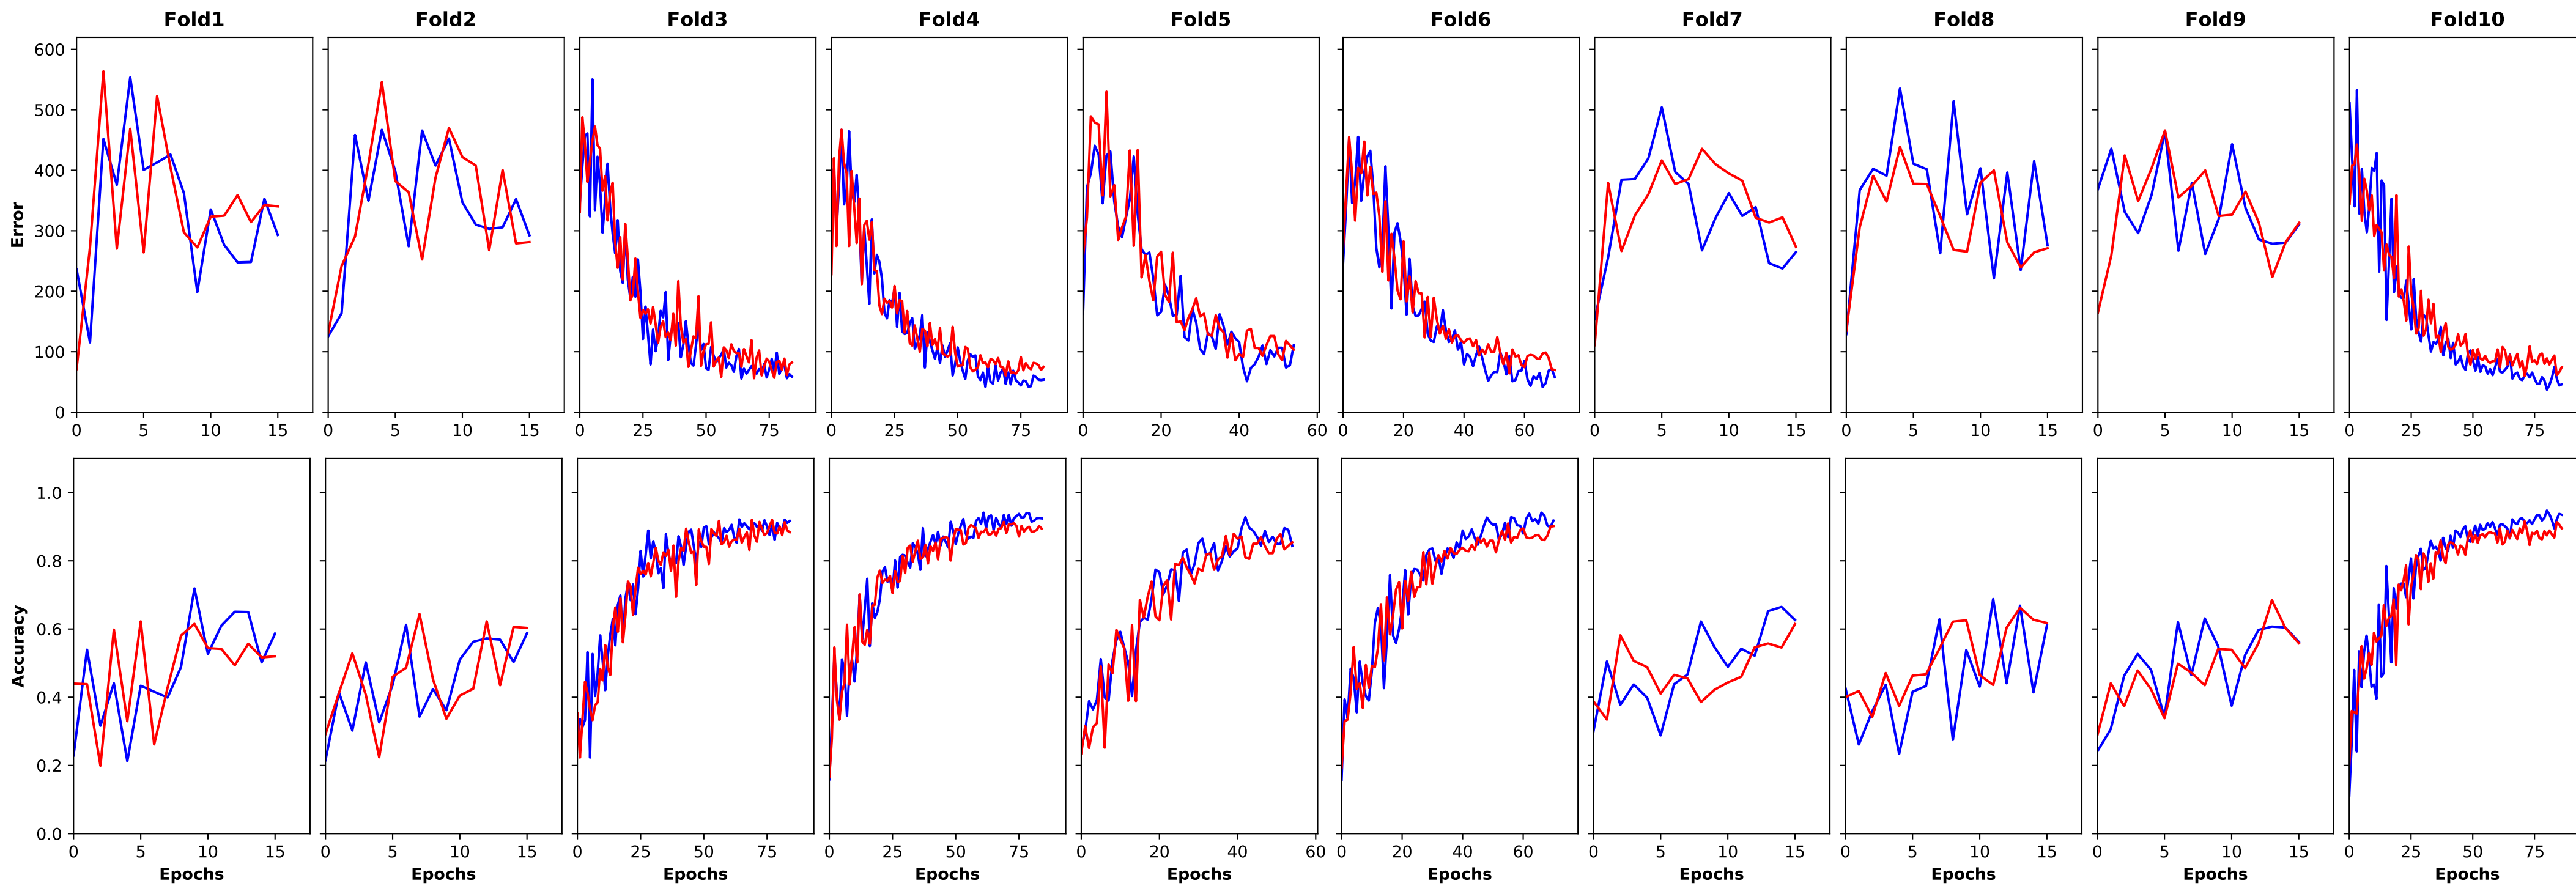 Fold1 Fold2 Fold3 Fold4 Fold5 Fold6 Fold7 Fold8 Fold9 Fold10
600
500
400
300
200
100
0
Error
0 5 10 15 0 5 10 15 0 25 50 75 0 25 50 75 0 20 40 60 0 20 40 60 0 5 10 15 0 5 10 15 0 5 10 15 0 25 50 75
1.0
0.8
0.6
0.4
0.2
0.0
Accuracy
0 5 10 15 0 5 10 15 0 25 50 75 0 25 50 75 0 20 40 60 0 20 40 60 0 5 10 15 0 5 10 15 0 5 10 15 0 25 50 75
Epochs Epochs Epochs Epochs Epochs Epochs Epochs Epochs Epochs Epochs